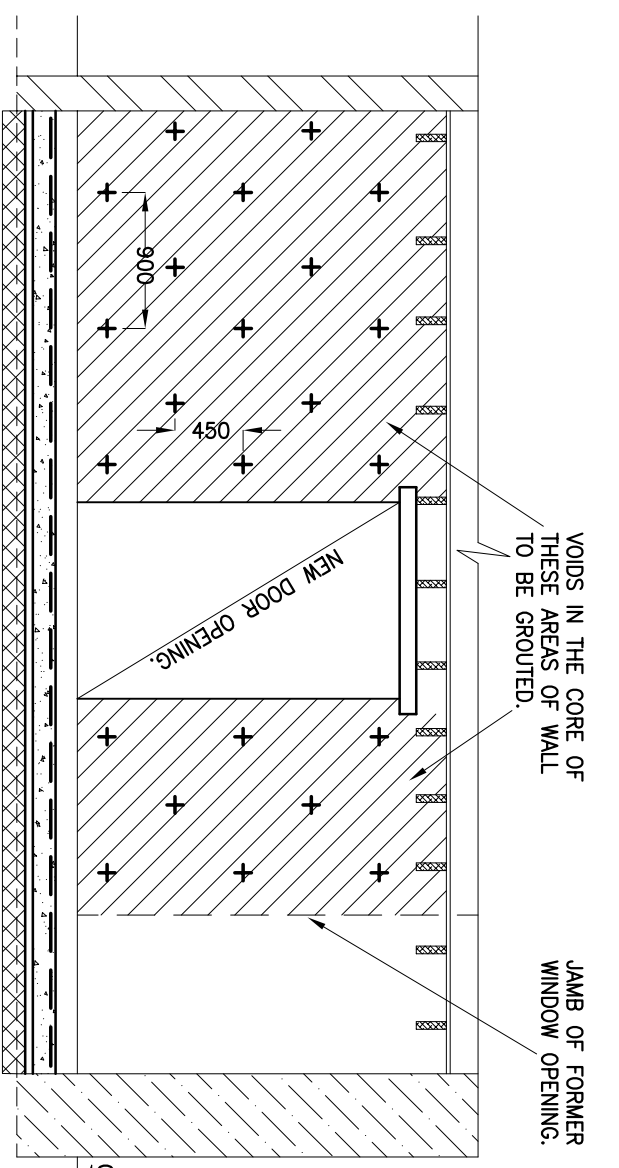 VOIDS IN THE CORE OF
THESE AREAS OF WALL
TO BE GROUTED.
JAMB OF FORMER
WINDOW OPENING.
900
450
NEW DOOR OPENING.